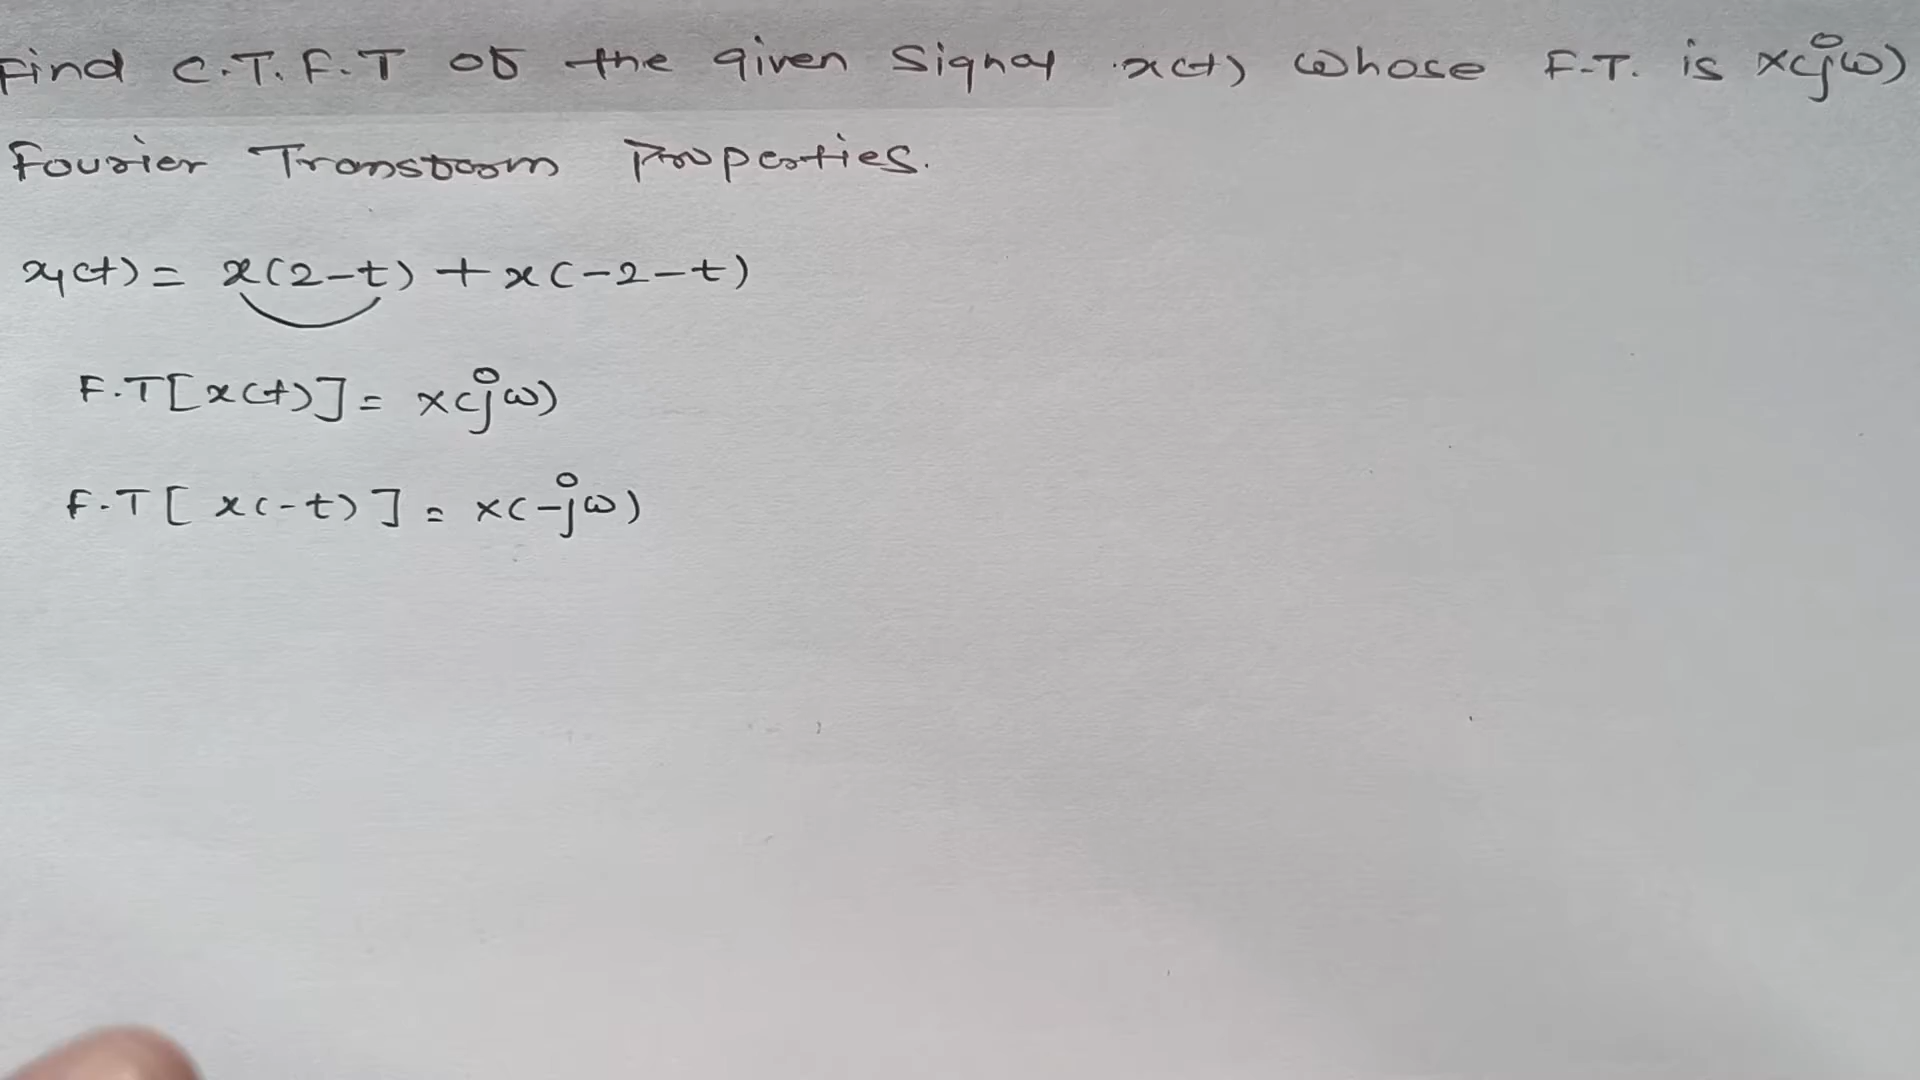 Find C.T.F.T of the given Signal x(t) whose F.T. is X(jω)
Fourier Transform Properties.
x₁(t) = x(2-t) + x(-2-t)
F.T[x(t)] = X(jω)
F.T[x(-t)] = X(-jω)